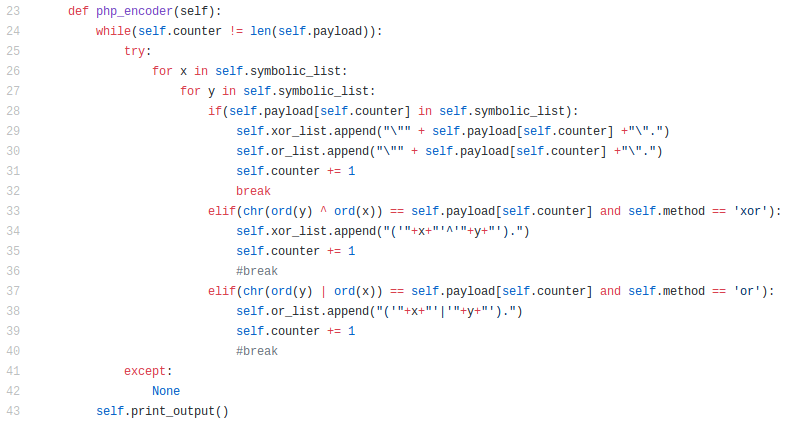 23 def php_encoder(self):
24 while(self.counter != len(self.payload)):
25 try:
26 for x in self.symbolic_list:
27 for y in self.symbolic_list:
28 if(self.payload[self.counter] in self.symbolic_list):
29 self.xor_list.append("\"" + self.payload[self.counter] +"\".")
30 self.or_list.append("\"" + self.payload[self.counter] +"\".")
31 self.counter += 1
32 break
33 elif(chr(ord(y) ^ ord(x)) == self.payload[self.counter] and self.method == 'xor'):
34 self.xor_list.append("('"+x+"'^'"+y+"').")
35 self.counter += 1
36 #break
37 elif(chr(ord(y) | ord(x)) == self.payload[self.counter] and self.method == 'or'):
38 self.or_list.append("('"+x+"'|'"+y+"').")
39 self.counter += 1
40 #break
41 except:
42 None
43 self.print_output()